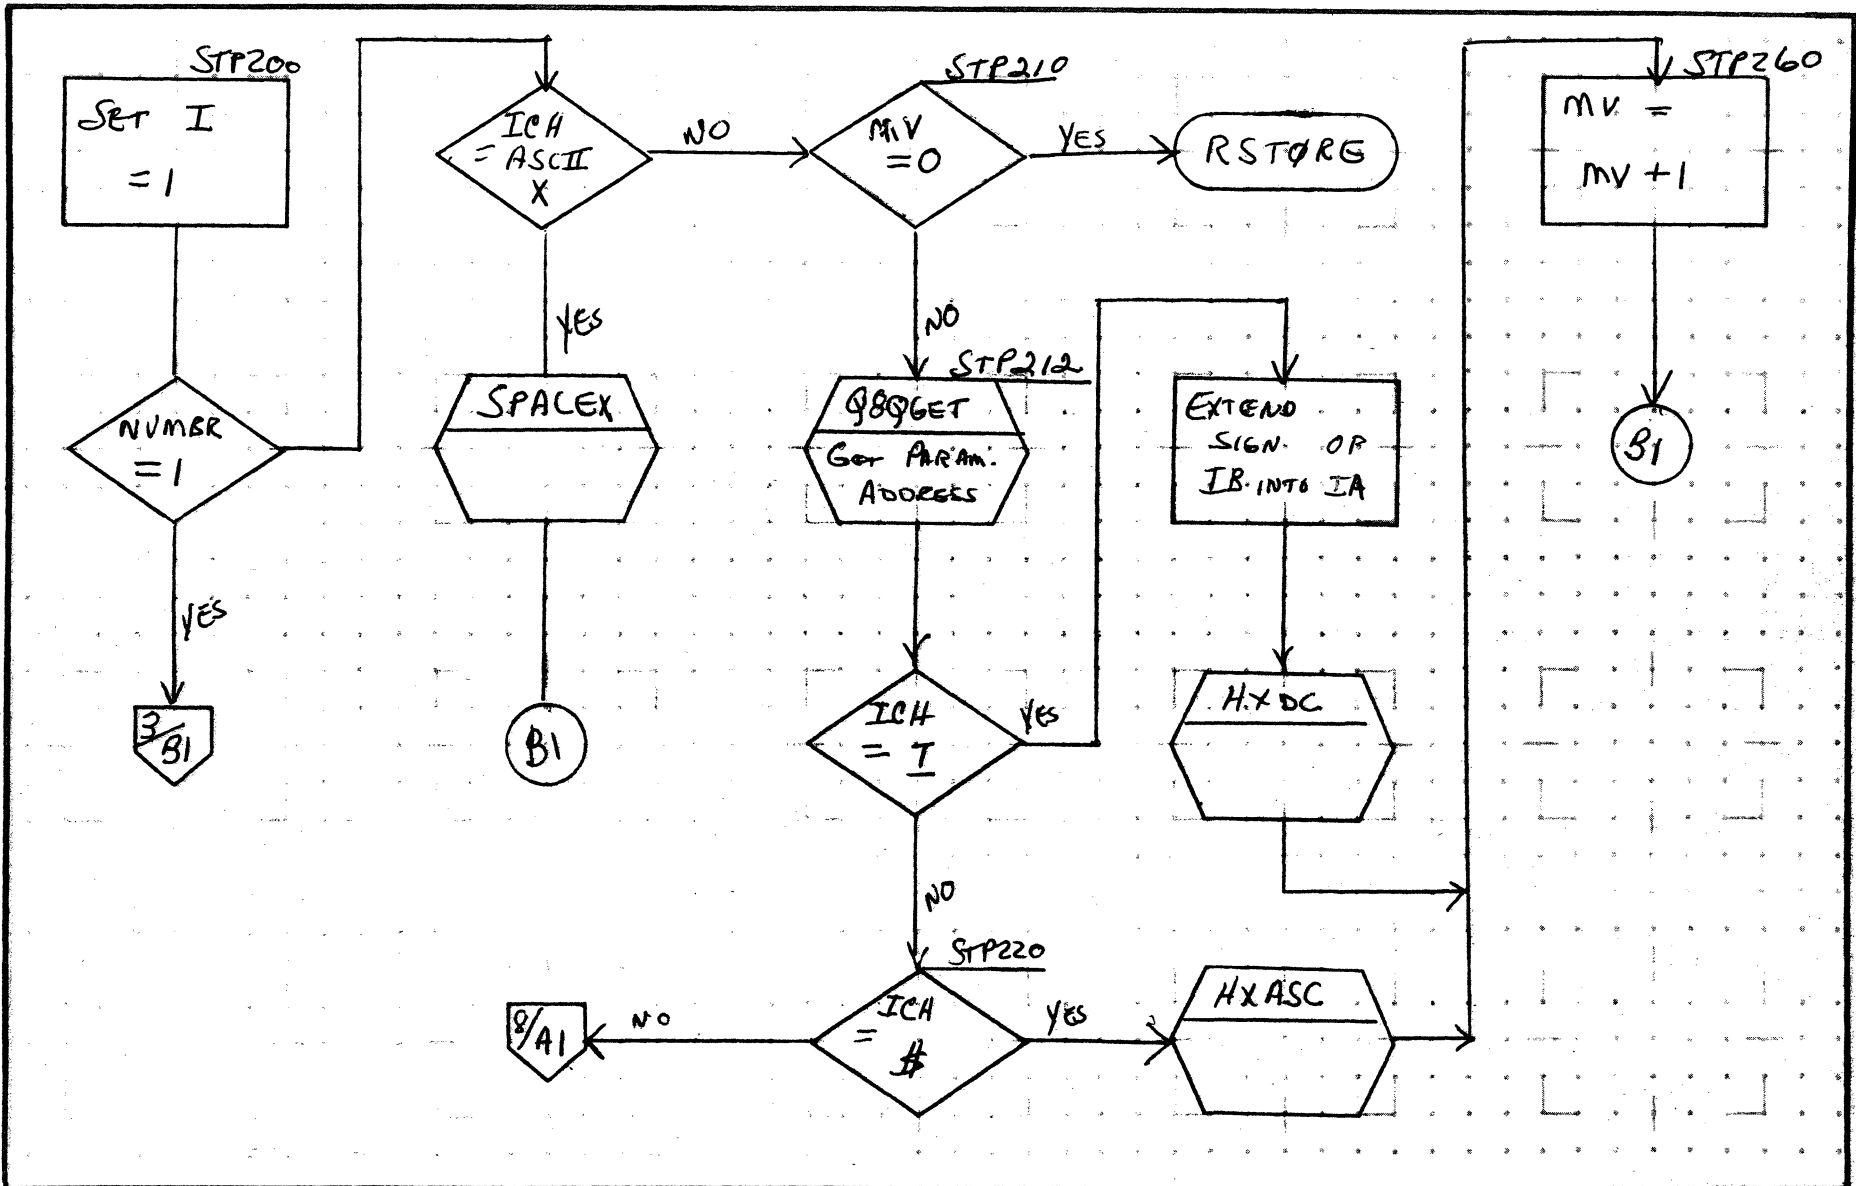 STP200
SET I
= 1
NUMBR
= 1
YES
3/B1
ICH
= ASCII
X
NO
YES
SPACEX
B1
STP210
MV
= 0
YES
RSTØRE
NO
STP212
Q8QGET
GET PARAM.
ADDRESS
ICH
= I
YES
EXTEND
SIGN OF
IB INTO IA
HXDC
NO
STP220
ICH
= $
NO
8/A1
YES
HXASC
STP260
MV =
MV + 1
B1